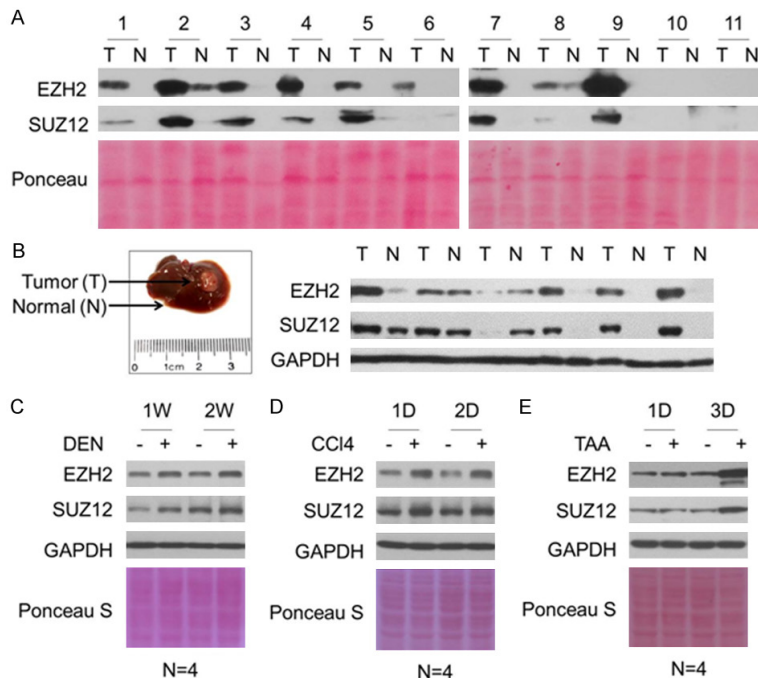 A
1 2 3 4 5 6 7 8 9 10 11
T N T N T N T N T N T N T N T N T N T N T N
EZH2
SUZ12
Ponceau
B
Tumor (T)
Normal (N)
0 1cm 2 3
T N T N T N T N T N T N
EZH2
SUZ12
GAPDH
C
1W 2W
DEN - + - +
EZH2
SUZ12
GAPDH
Ponceau S
N=4
D
1D 2D
CCl4 - + - +
EZH2
SUZ12
GAPDH
Ponceau S
N=4
E
1D 3D
TAA - + - +
EZH2
SUZ12
GAPDH
Ponceau S
N=4